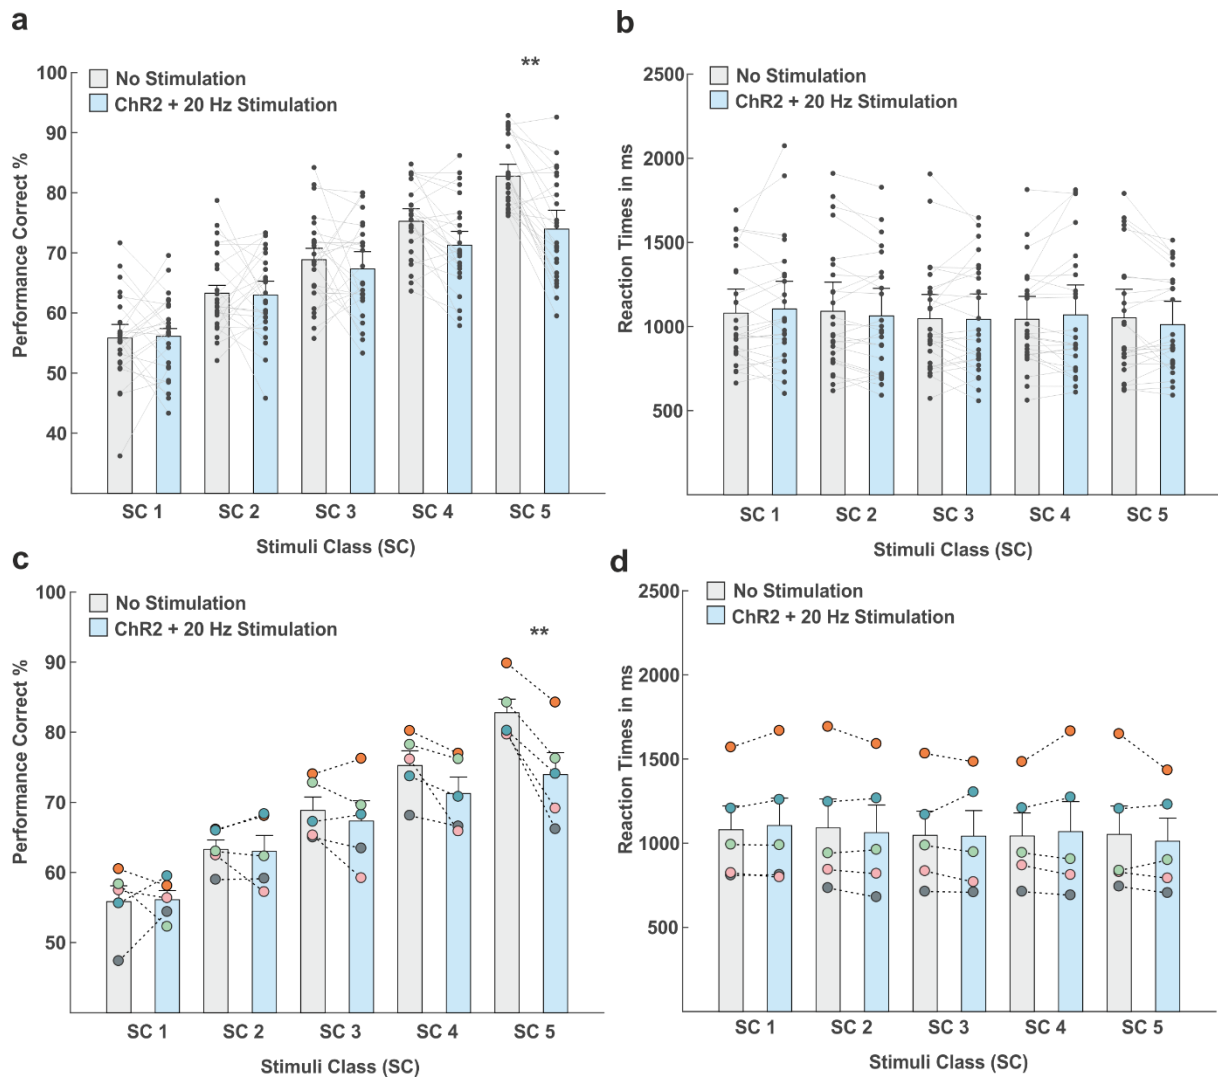 a
No Stimulation
ChR2 + 20 Hz Stimulation
**
100
90
80
70
60
50
40
Performance Correct %
SC 1 SC 2 SC 3 SC 4 SC 5
Stimuli Class (SC)
b
No Stimulation
ChR2 + 20 Hz Stimulation
2500
2000
1500
1000
500
Reaction Times in ms
SC 1 SC 2 SC 3 SC 4 SC 5
Stimuli Class (SC)
c
No Stimulation
ChR2 + 20 Hz Stimulation
**
100
90
80
70
60
50
Performance Correct %
SC 1 SC 2 SC 3 SC 4 SC 5
Stimuli Class (SC)
d
No Stimulation
ChR2 + 20 Hz Stimulation
2500
2000
1500
1000
500
Reaction Times in ms
SC 1 SC 2 SC 3 SC 4 SC 5
Stimuli Class (SC)